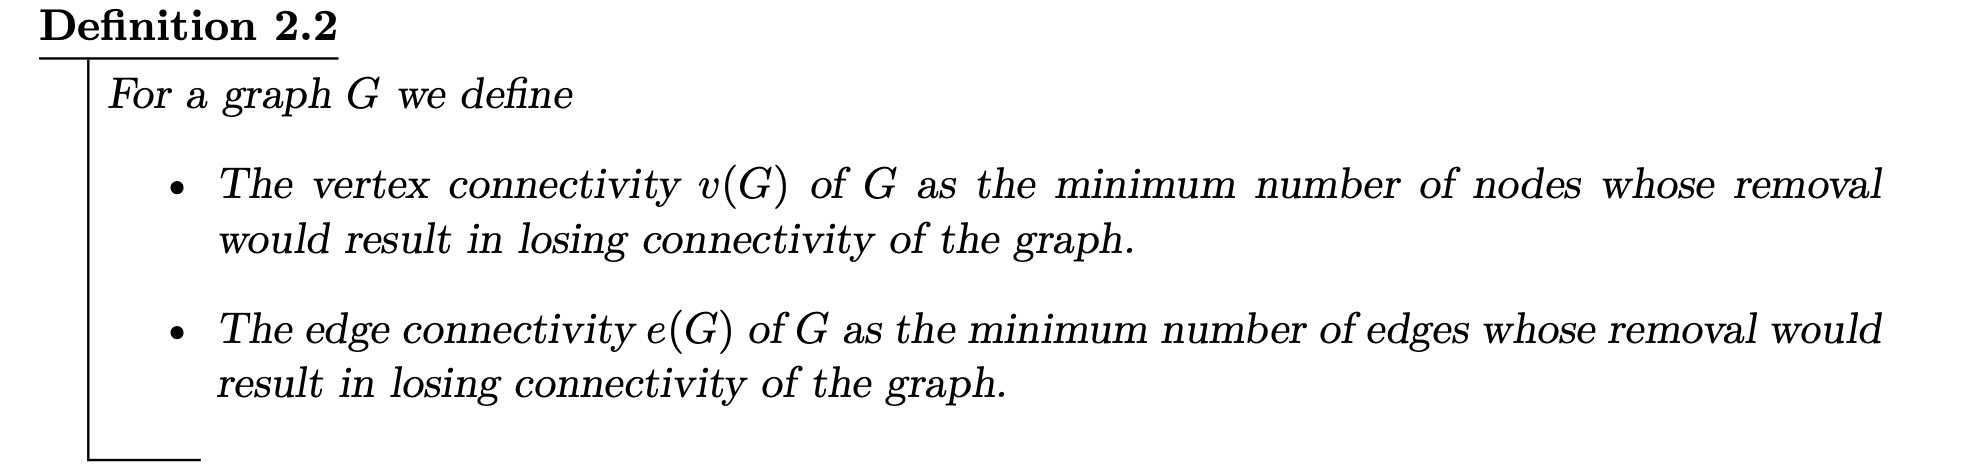 Definition 2.2
For a graph G we define
• The vertex connectivity v(G) of G as the minimum number of nodes whose removal
would result in losing connectivity of the graph.
• The edge connectivity e(G) of G as the minimum number of edges whose removal would
result in losing connectivity of the graph.